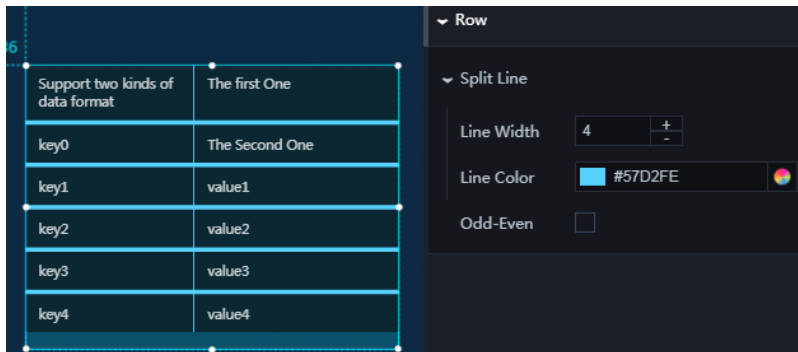 Row
36
Support two kinds of
data format
The first One
Split Line
key0
The Second One
Line Width
4
+
-
key1
value1
Line Color
#57D2FE
key2
value2
Odd-Even
key3
value3
key4
value4